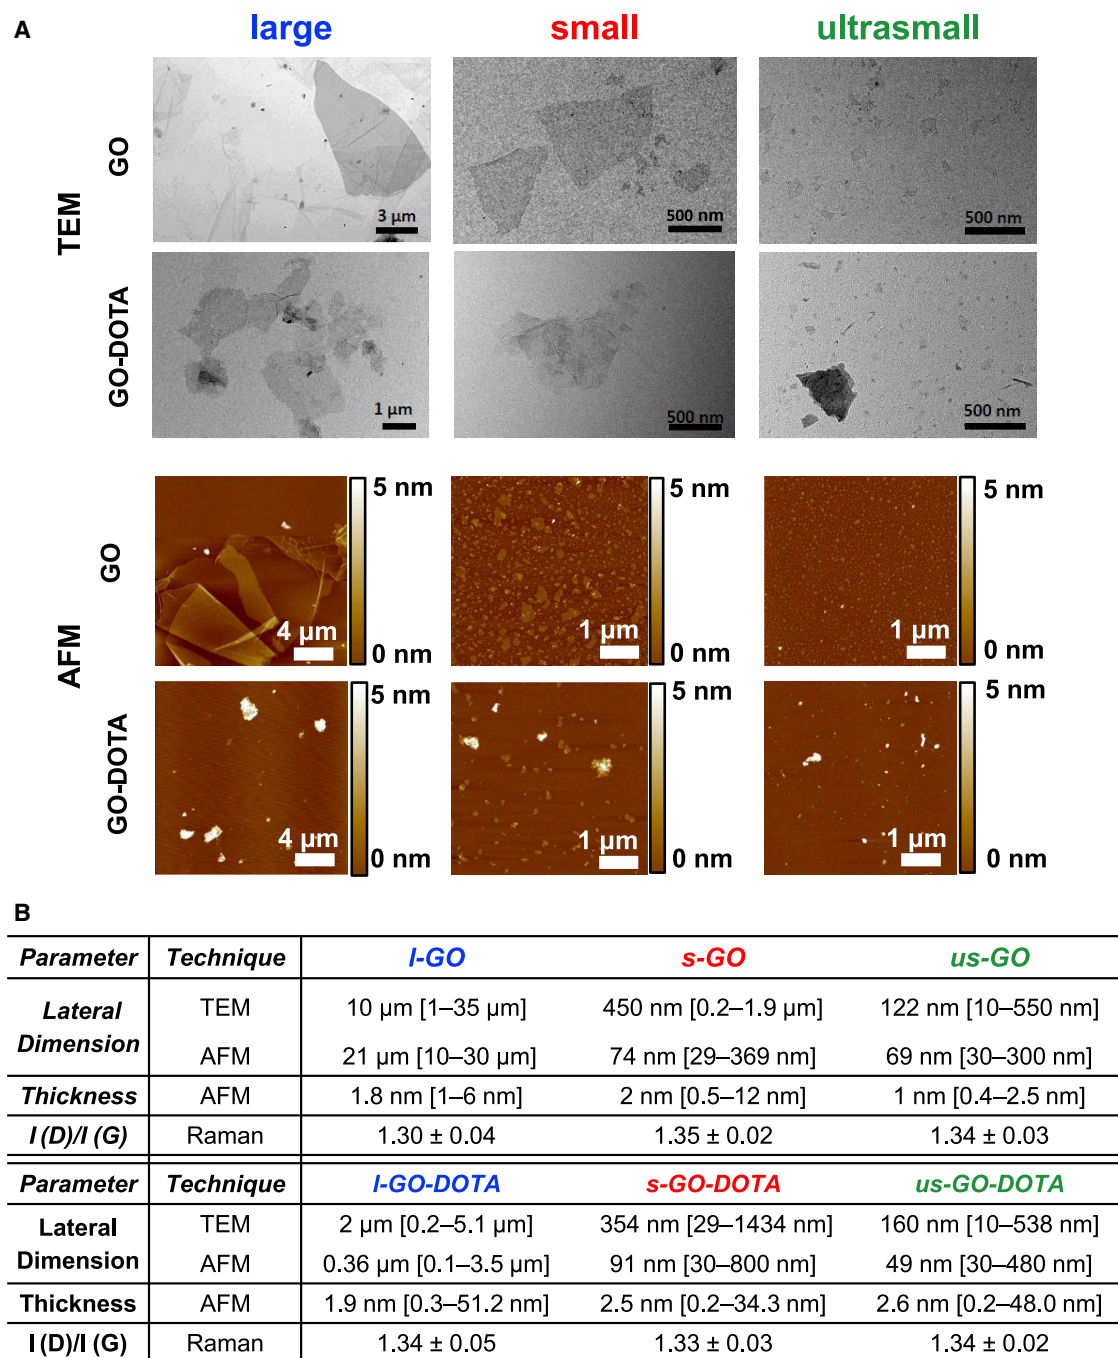 A
large small ultrasmall
TEM
GO
3 µm
500 nm
500 nm
GO-DOTA
1 µm
500 nm
500 nm
AFM
GO
4 µm
5 nm
0 nm
1 µm
5 nm
0 nm
1 µm
5 nm
0 nm
GO-DOTA
4 µm
5 nm
0 nm
1 µm
5 nm
0 nm
1 µm
5 nm
0 nm
B
Parameter Technique l-GO s-GO us-GO
Lateral Dimension TEM 10 µm [1–35 µm] 450 nm [0.2–1.9 µm] 122 nm [10–550 nm]
AFM 21 µm [10–30 µm] 74 nm [29–369 nm] 69 nm [30–300 nm]
Thickness AFM 1.8 nm [1–6 nm] 2 nm [0.5–12 nm] 1 nm [0.4–2.5 nm]
I (D)/I (G) Raman 1.30 ± 0.04 1.35 ± 0.02 1.34 ± 0.03
Parameter Technique l-GO-DOTA s-GO-DOTA us-GO-DOTA
Lateral Dimension TEM 2 µm [0.2–5.1 µm] 354 nm [29–1434 nm] 160 nm [10–538 nm]
AFM 0.36 µm [0.1–3.5 µm] 91 nm [30–800 nm] 49 nm [30–480 nm]
Thickness AFM 1.9 nm [0.3–51.2 nm] 2.5 nm [0.2–34.3 nm] 2.6 nm [0.2–48.0 nm]
I (D)/I (G) Raman 1.34 ± 0.05 1.33 ± 0.03 1.34 ± 0.02